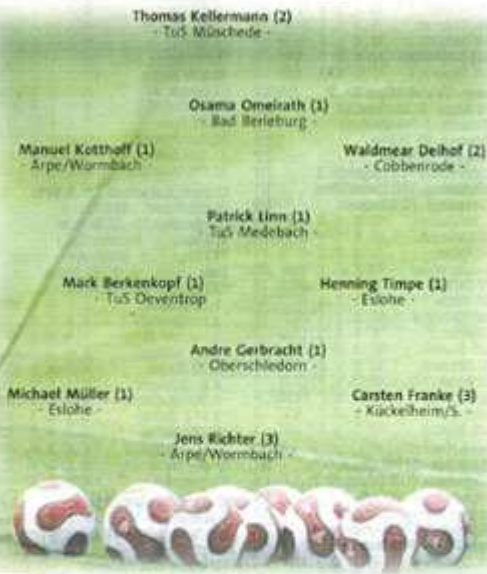 Thomas Kellermann (2)
- TuS Müschede -
Osama Omeirath (1)
- Bad Berleburg -
Manuel Kotthoff (1)
- Arpe/Wormbach
Waldmear Deihof (2)
- Cobbenrode -
Patrick Linn (1)
- TuS Medebach -
Mark Berkenkopf (1)
- TuS Oeventrop
Henning Timpe (1)
- Eslohe -
Andre Gerbracht (1)
- Oberschledorn -
Michael Müller (1)
- Eslohe -
Carsten Franke (3)
- Kückelheim/S. -
Jens Richter (3)
- Arpe/Wormbach -